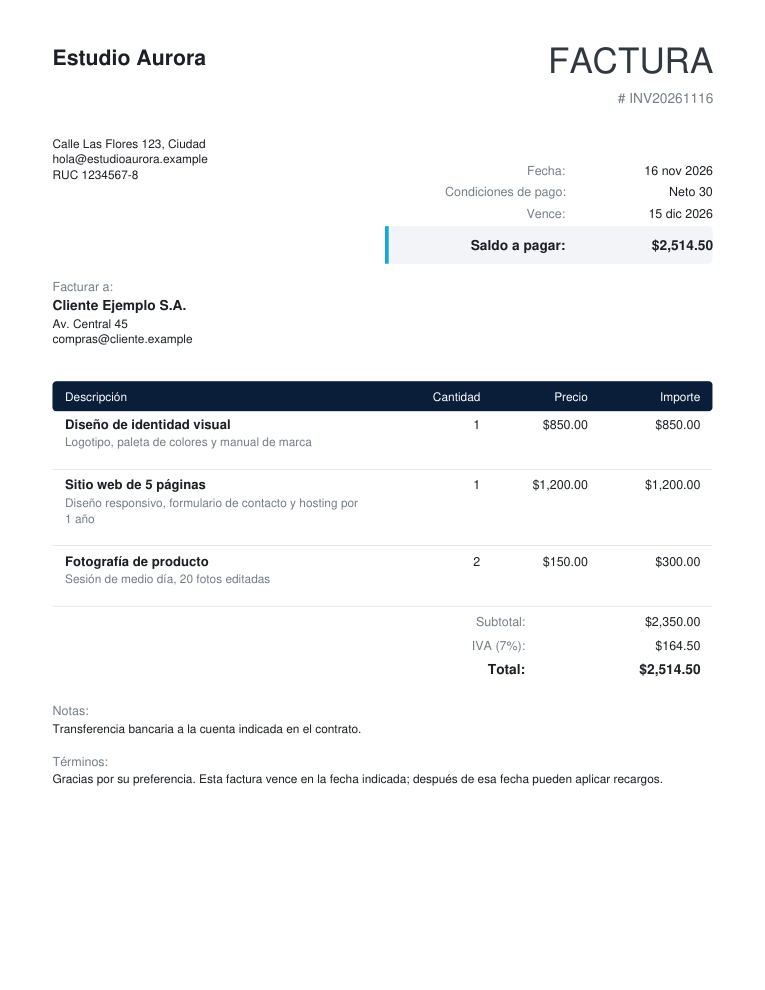 Estudio Aurora
FACTURA
# INV20261116
Calle Las Flores 123, Ciudad
hola@estudioaurora.example
RUC 1234567-8
Fecha: 16 nov 2026
Condiciones de pago: Neto 30
Vence: 15 dic 2026
Saldo a pagar: $2,514.50
Facturar a:
Cliente Ejemplo S.A.
Av. Central 45
compras@cliente.example
Descripción Cantidad Precio Importe
Diseño de identidad visual 1 $850.00 $850.00
Logotipo, paleta de colores y manual de marca
Sitio web de 5 páginas 1 $1,200.00 $1,200.00
Diseño responsivo, formulario de contacto y hosting por
1 año
Fotografía de producto 2 $150.00 $300.00
Sesión de medio día, 20 fotos editadas
Subtotal: $2,350.00
IVA (7%): $164.50
Total: $2,514.50
Notas:
Transferencia bancaria a la cuenta indicada en el contrato.
Términos:
Gracias por su preferencia. Esta factura vence en la fecha indicada; después de esa fecha pueden aplicar recargos.